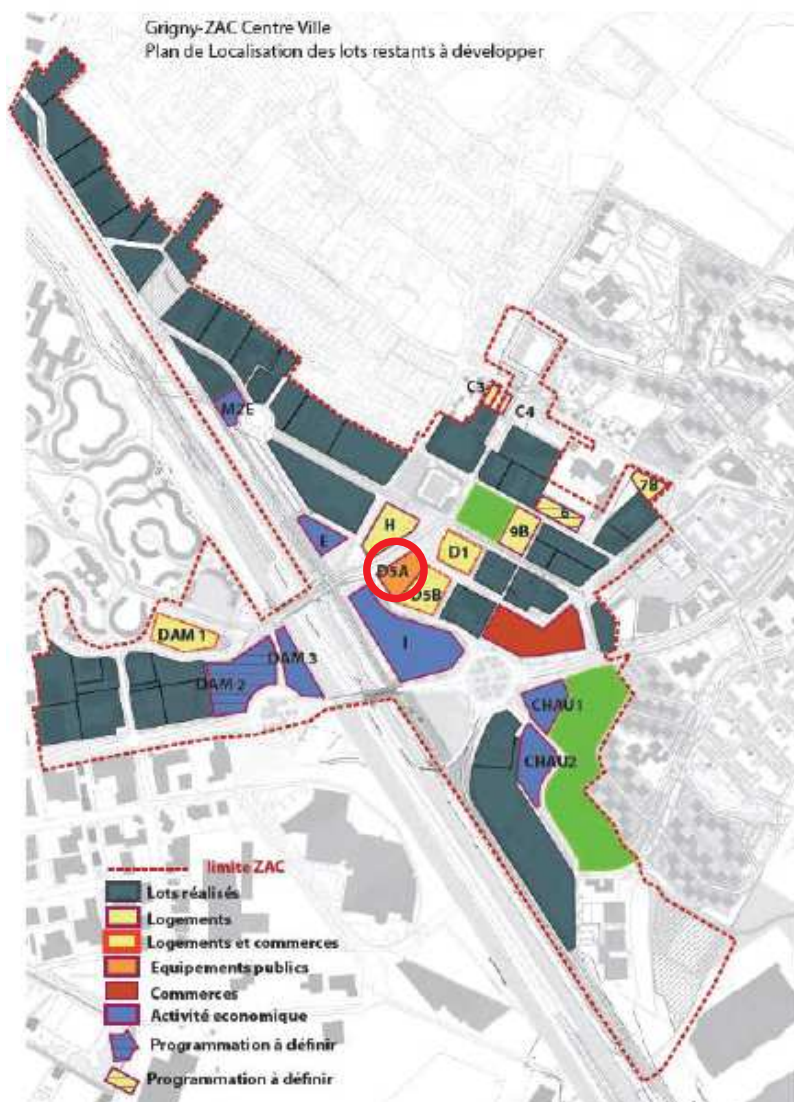 Grigny-ZAC Centre Ville
Plan de Localisation des lots restants à développer
C3
C4
M2E
7B
6
H
9B
E
D1
D5A
D5B
DAM 1
I
DAM 3
DAM 2
CHAU1
CHAU2
limite ZAC
Lots réalisés
Logements
Logements et commerces
Equipements publics
Commerces
Activité economique
Programmation à définir
Programmation à définir